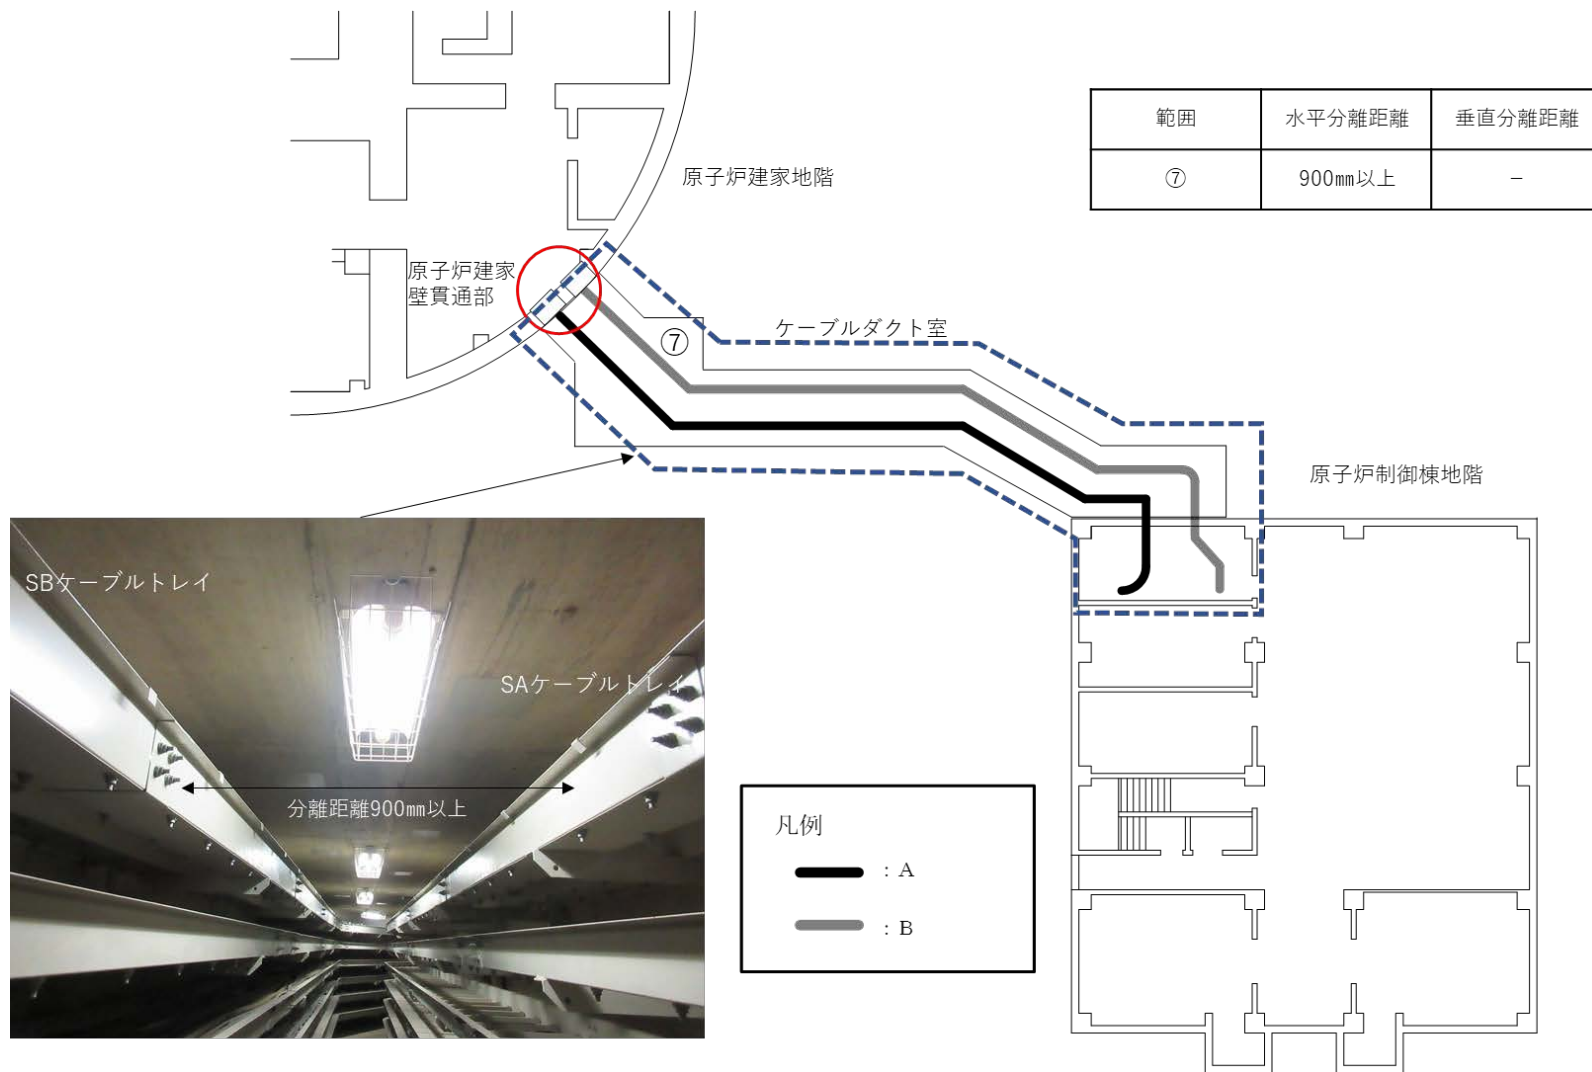 範囲 水平分離距離 垂直分離距離
⑦ 900㎜以上 －
原子炉建家地階
原子炉建家
壁貫通部
⑦
ケーブルダクト室
原子炉制御棟地階
SBケーブルトレイ
SAケーブルトレイ
分離距離900㎜以上
凡例
：A
：B